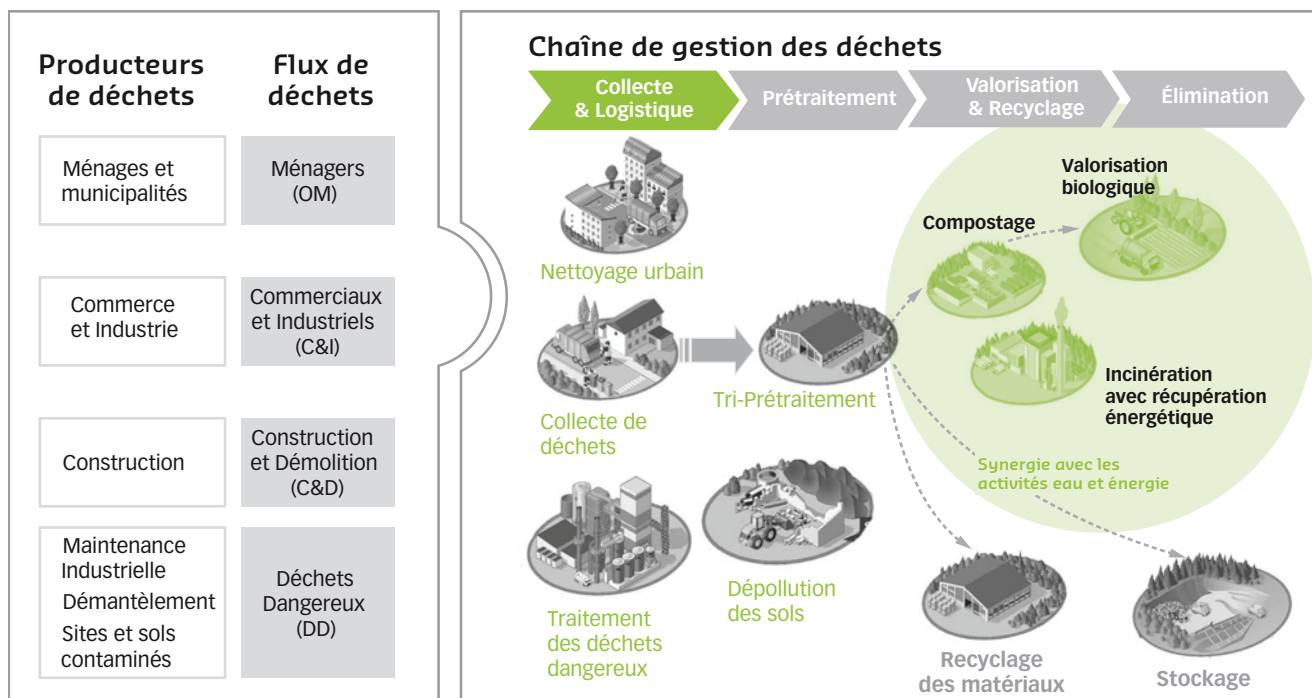 Producteurs
de déchets
Flux de
déchets
Ménages et
municipalités
Ménagers
(OM)
Commerce
et Industrie
Commerciaux
et Industriels
(C&I)
Construction
Construction
et Démolition
(C&D)
Maintenance
Industrielle
Démantèlement
Sites et sols
contaminés
Déchets
Dangereux
(DD)
Chaîne de gestion des déchets
Collecte
& Logistique
Prétraitement
Valorisation
& Recyclage
Élimination
Nettoyage urbain
Collecte de
déchets
Tri-Prétraitement
Traitement
des déchets
dangereux
Dépollution
des sols
Valorisation
biologique
Compostage
Incinération
avec récupération
énergétique
Synergie avec les
activités eau et énergie
Recyclage
des matériaux
Stockage